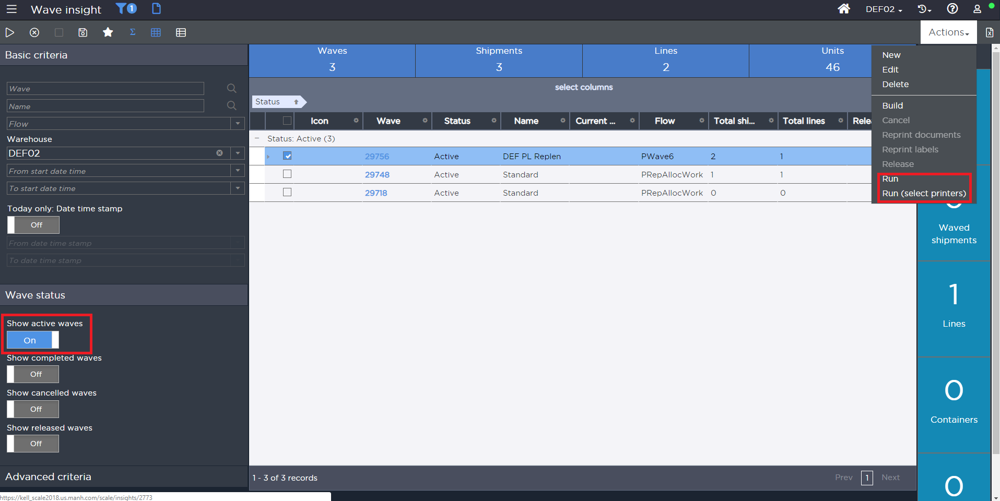 Wave insight
1
DEF02
Actions
Basic criteria
Wave
Name
Flow
Warehouse
DEF02
From start date time
To start date time
Today only: Date time stamp
Off
From date time stamp
To date time stamp
Wave status
Show active waves
On
Show completed waves
Off
Show cancelled waves
Off
Show released waves
Off
Advanced criteria
https://kell_scale2018.us.manh.com/scale/insights/2773
Waves Shipments Lines Units
3 3 2 46
select columns
Status
Icon Wave Status Name Current ... Flow Total shi... Total lines Rele
Status: Active (3)
29756 Active DEF PL Replen PWave6 2 1
29748 Active Standard PRepAllocWork 1 1
29718 Active Standard PRepAllocWork 0 0
1 - 3 of 3 records
Prev 1 Next
New
Edit
Delete
Build
Cancel
Reprint documents
Reprint labels
Release
Run
Run (select printers)
Waved
shipments
1
Lines
0
Containers
0